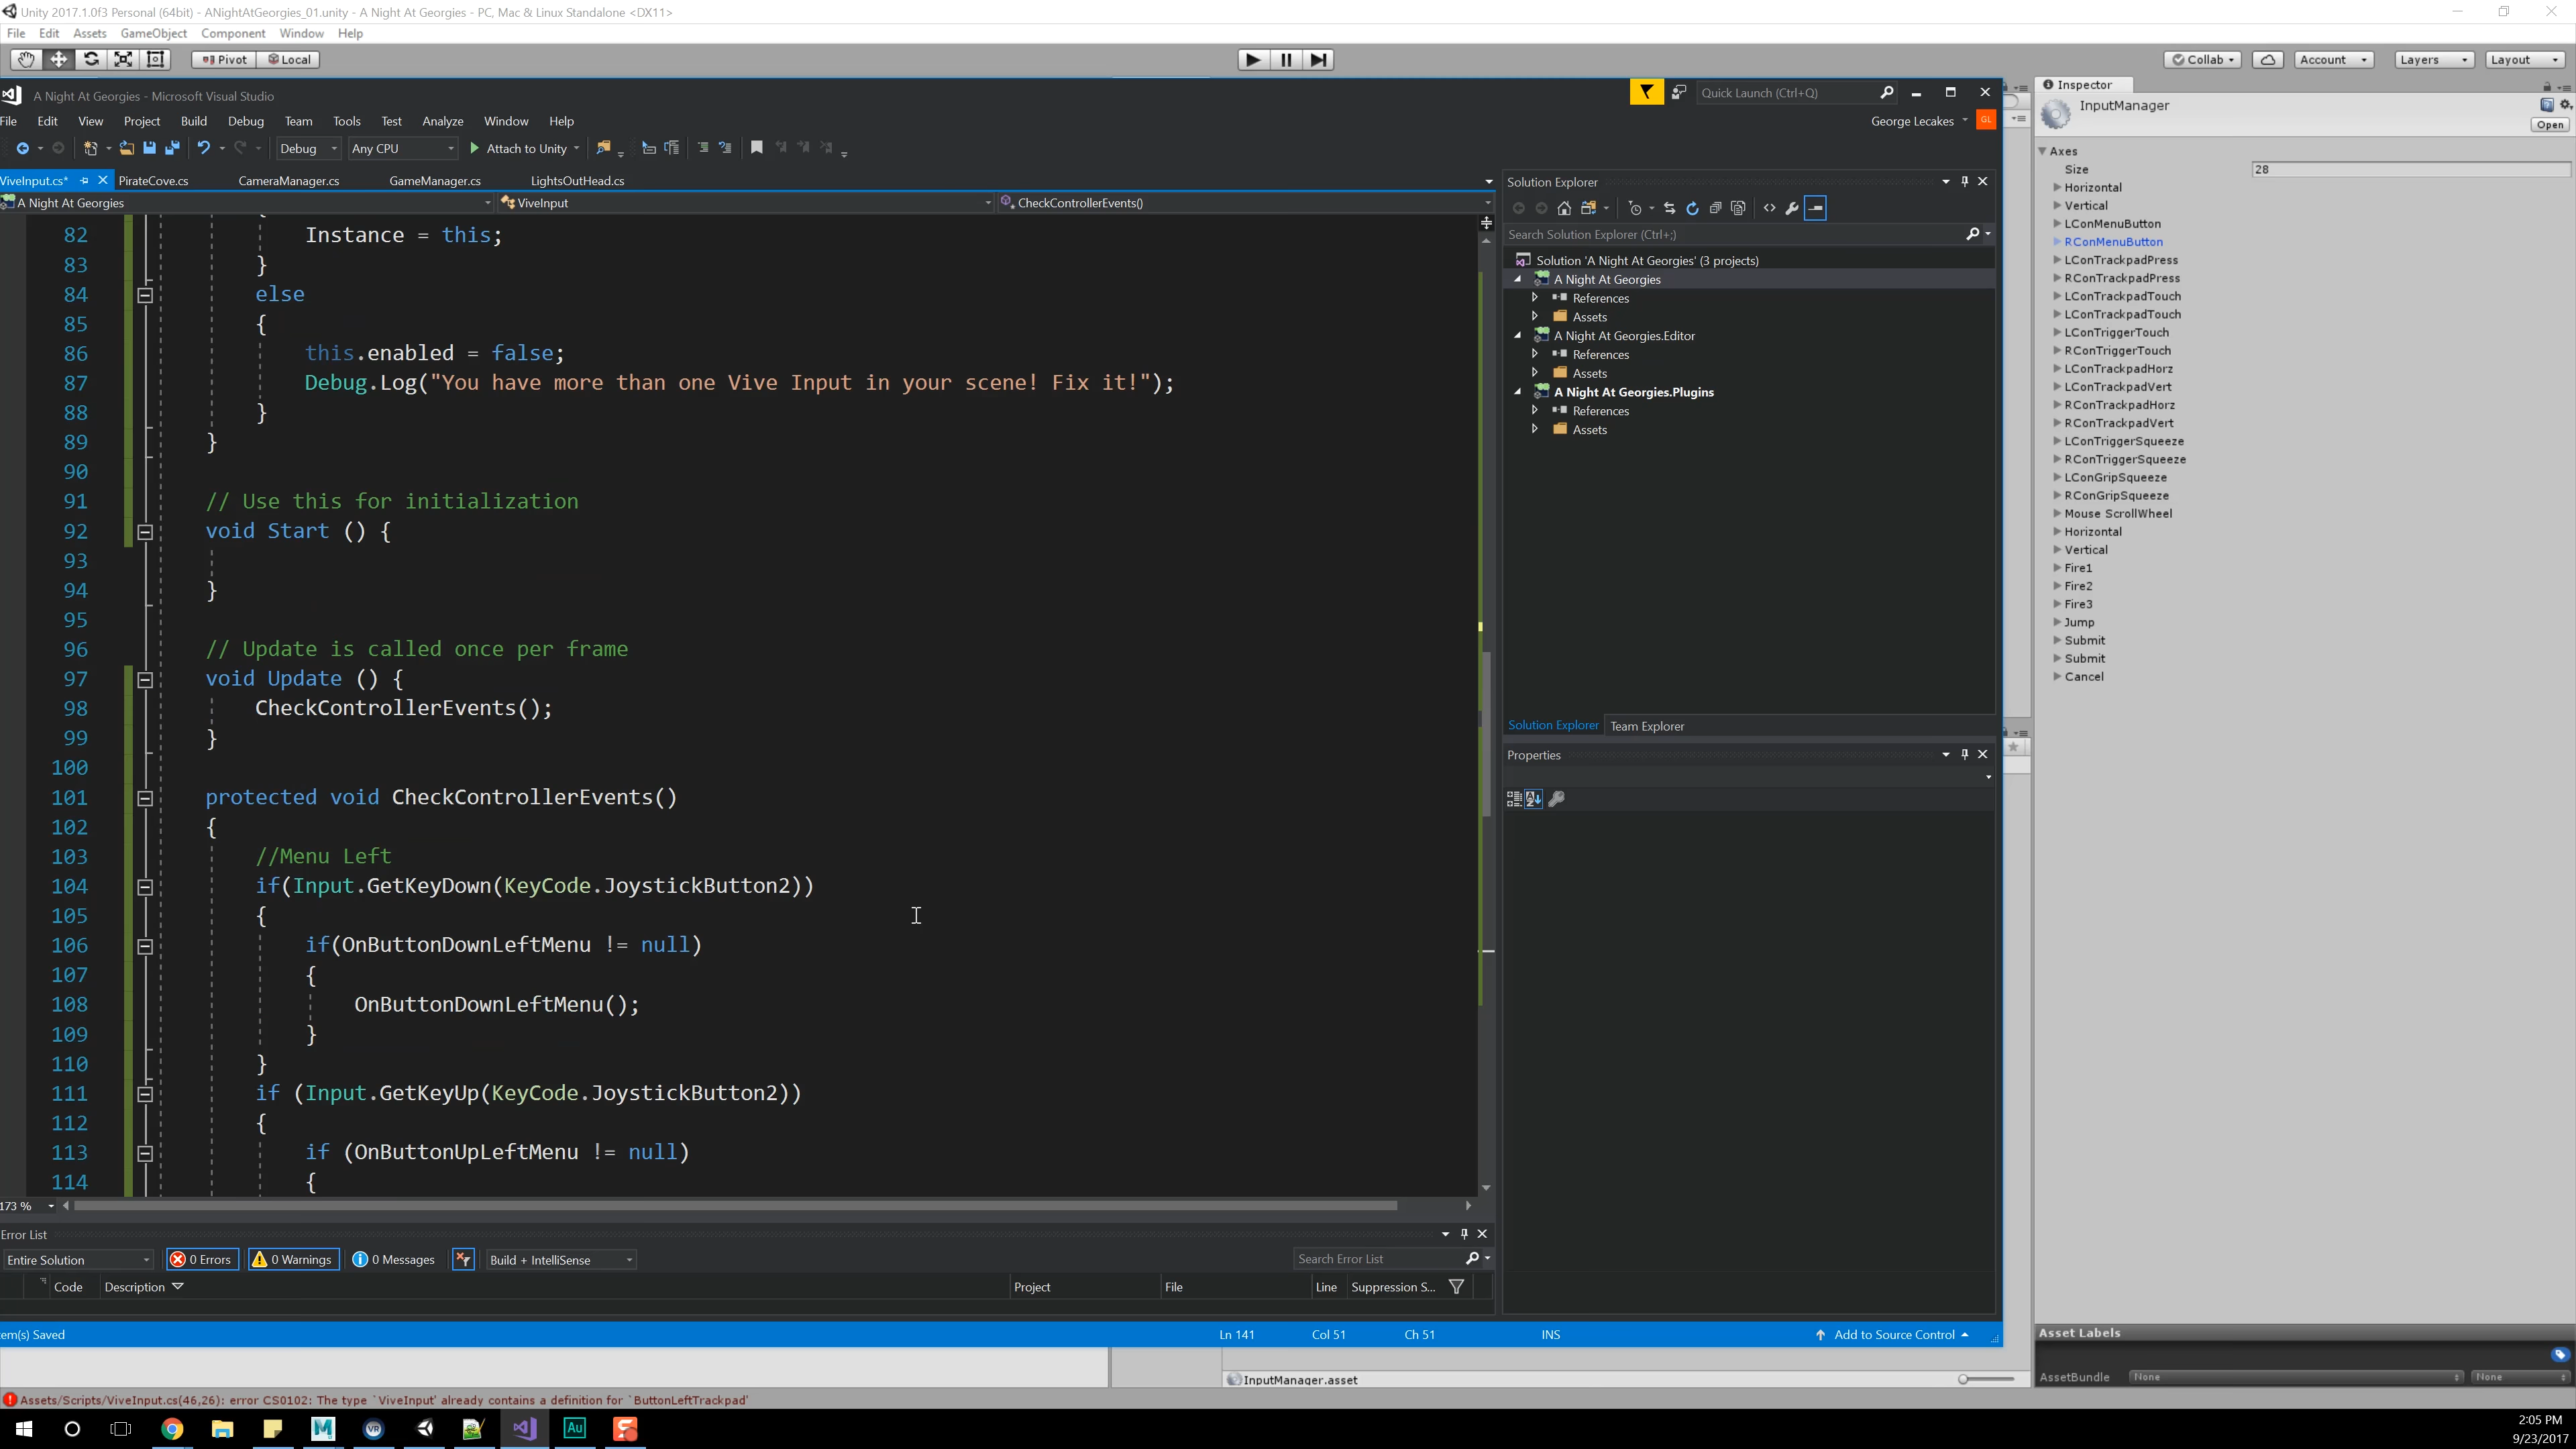 Unity 2017.1.0f3 Personal (64bit) - ANightAtGeorgies_01.unity - A Night At Georgies - PC, Mac & Linux Standalone <DX11>
File Edit Assets GameObject Component Window Help
Pivot Local Collab Account Layers Layout
A Night At Georgies - Microsoft Visual Studio
Quick Launch (Ctrl+Q)
File Edit View Project Build Debug Team Tools Test Analyze Window Help
George Lecakes GL
Debug Any CPU Attach to Unity
ViveInput.cs* PirateCove.cs CameraManager.cs GameManager.cs LightsOutHead.cs
A Night At Georgies ViveInput CheckControllerEvents()
82 Instance = this;
83 }
84 else
85 {
86 this.enabled = false;
87 Debug.Log("You have more than one Vive Input in your scene! Fix it!");
88 }
89 }
90
91 // Use this for initialization
92 void Start () {
93
94 }
95
96 // Update is called once per frame
97 void Update () {
98 CheckControllerEvents();
99 }
100
101 protected void CheckControllerEvents()
102 {
103 //Menu Left
104 if(Input.GetKeyDown(KeyCode.JoystickButton2))
105 {
106 if(OnButtonDownLeftMenu != null)
107 {
108 OnButtonDownLeftMenu();
109 }
110 }
111 if (Input.GetKeyUp(KeyCode.JoystickButton2))
112 {
113 if (OnButtonUpLeftMenu != null)
114 {
173 %
Error List
Entire Solution 0 Errors 0 Warnings 0 Messages Build + IntelliSense Search Error List
Code Description Project File Line Suppression S...
em(s) Saved Ln 141 Col 51 Ch 51 INS Add to Source Control
Solution Explorer
Search Solution Explorer (Ctrl+;)
Solution 'A Night At Georgies' (3 projects)
A Night At Georgies
References
Assets
A Night At Georgies.Editor
References
Assets
A Night At Georgies.Plugins
References
Assets
Solution Explorer Team Explorer
Properties
Inspector
InputManager
Open
Axes
Size 28
Horizontal
Vertical
LConMenuButton
RConMenuButton
LConTrackpadPress
RConTrackpadPress
LConTrackpadTouch
LConTrackpadTouch
LConTriggerTouch
RConTriggerTouch
LConTrackpadHorz
LConTrackpadVert
RConTrackpadHorz
RConTrackpadVert
LConTriggerSqueeze
RConTriggerSqueeze
LConGripSqueeze
RConGripSqueeze
Mouse ScrollWheel
Horizontal
Vertical
Fire1
Fire2
Fire3
Jump
Submit
Submit
Cancel
Asset Labels
AssetBundle None None
InputManager.asset
Assets/Scripts/ViveInput.cs(46,26): error CS0102: The type `ViveInput' already contains a definition for `ButtonLeftTrackpad'
2:05 PM
9/23/2017